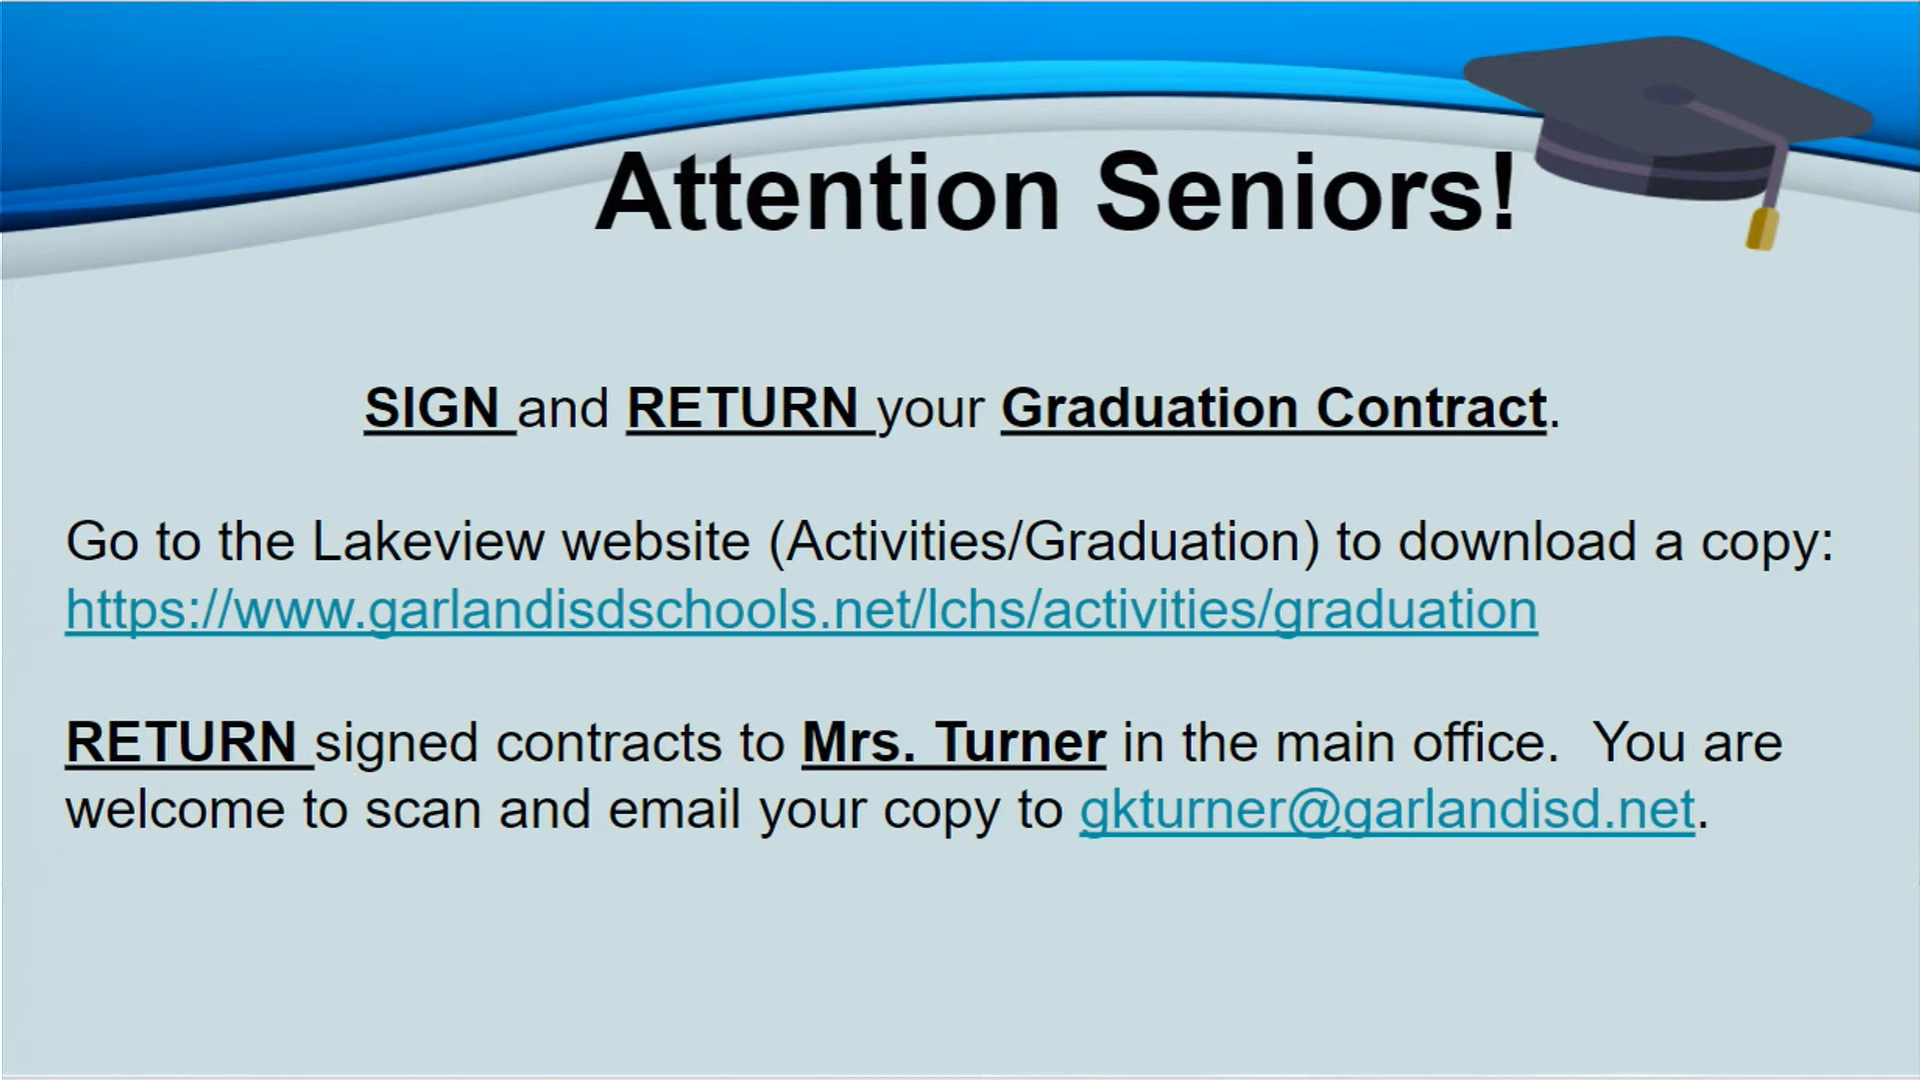 Attention Seniors!
SIGN and RETURN your Graduation Contract.
Go to the Lakeview website (Activities/Graduation) to download a copy:
https://www.garlandisdschools.net/lchs/activities/graduation
RETURN signed contracts to Mrs. Turner in the main office.  You are
welcome to scan and email your copy to gkturner@garlandisd.net.